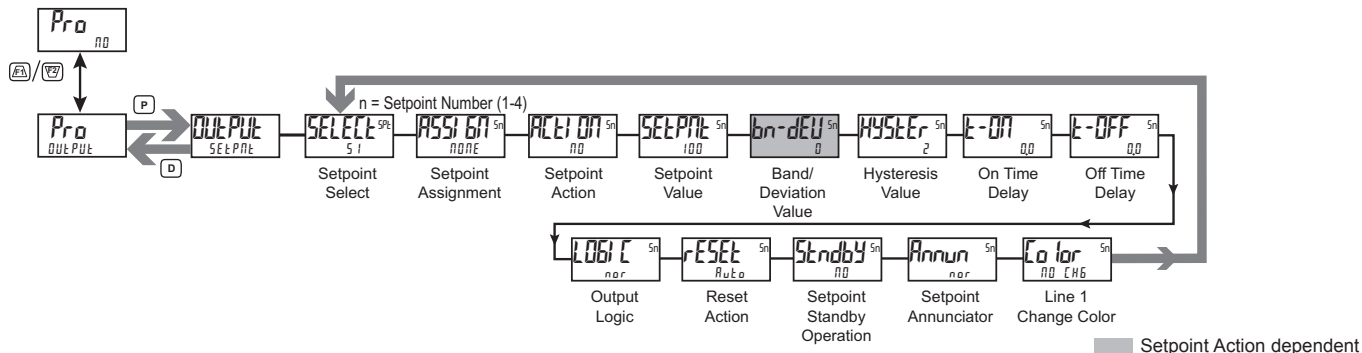 Pro
NO
F1/F2
Pro
OUtPUt
P
D
OUtPUt
SEtPNt
n = Setpoint Number (1-4)
SELECt SPt
S1
Setpoint
Select
ASSIGN Sn
NONE
Setpoint
Assignment
ACtION Sn
NO
Setpoint
Action
SEtPNt Sn
100
Setpoint
Value
bn-dEV
0
Band/
Deviation
Value
HYStEr Sn
2
Hysteresis
Value
t-ON Sn
0.0
On Time
Delay
t-OFF Sn
0.0
Off Time
Delay
LOGIC Sn
nor
Output
Logic
rESEt Sn
Auto
Reset
Action
Stndby Sn
NO
Setpoint
Standby
Operation
Annun Sn
nor
Setpoint
Annunciator
Color Sn
NO CHG
Line 1
Change Color
Setpoint Action dependent